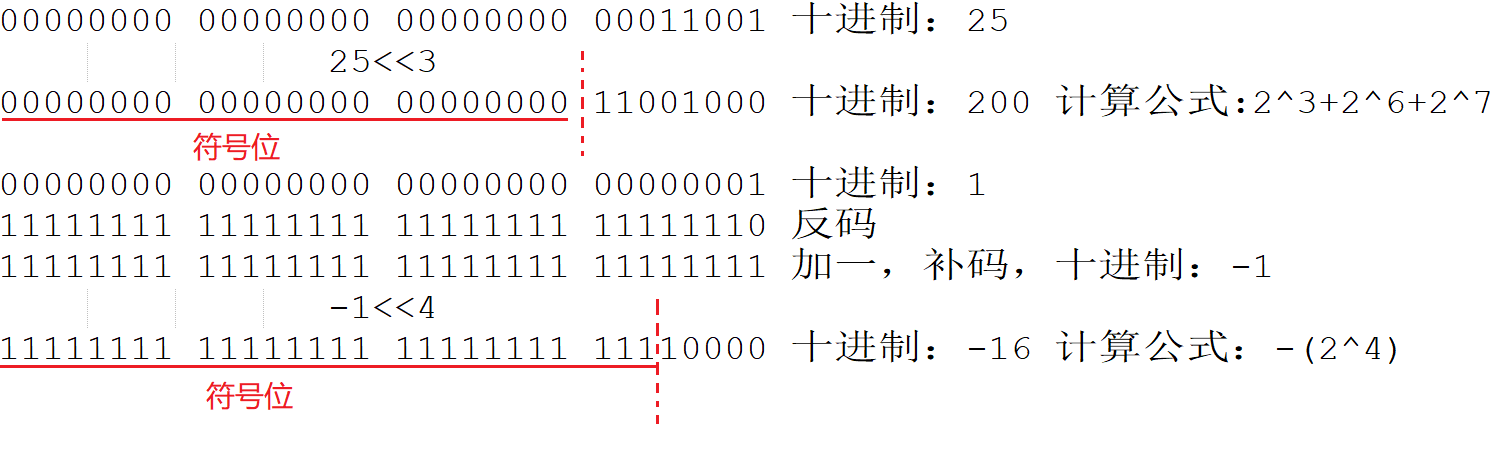 00000000 00000000 00000000 00011001 十进制：25
25<<3
00000000 00000000 00000000 11001000 十进制：200 计算公式：2^3+2^6+2^7
符号位
00000000 00000000 00000000 00000001 十进制：1
11111111 11111111 11111111 11111110 反码
11111111 11111111 11111111 11111111 加一，补码，十进制：-1
-1<<4
11111111 11111111 11111111 11110000 十进制：-16 计算公式：-(2^4)
符号位